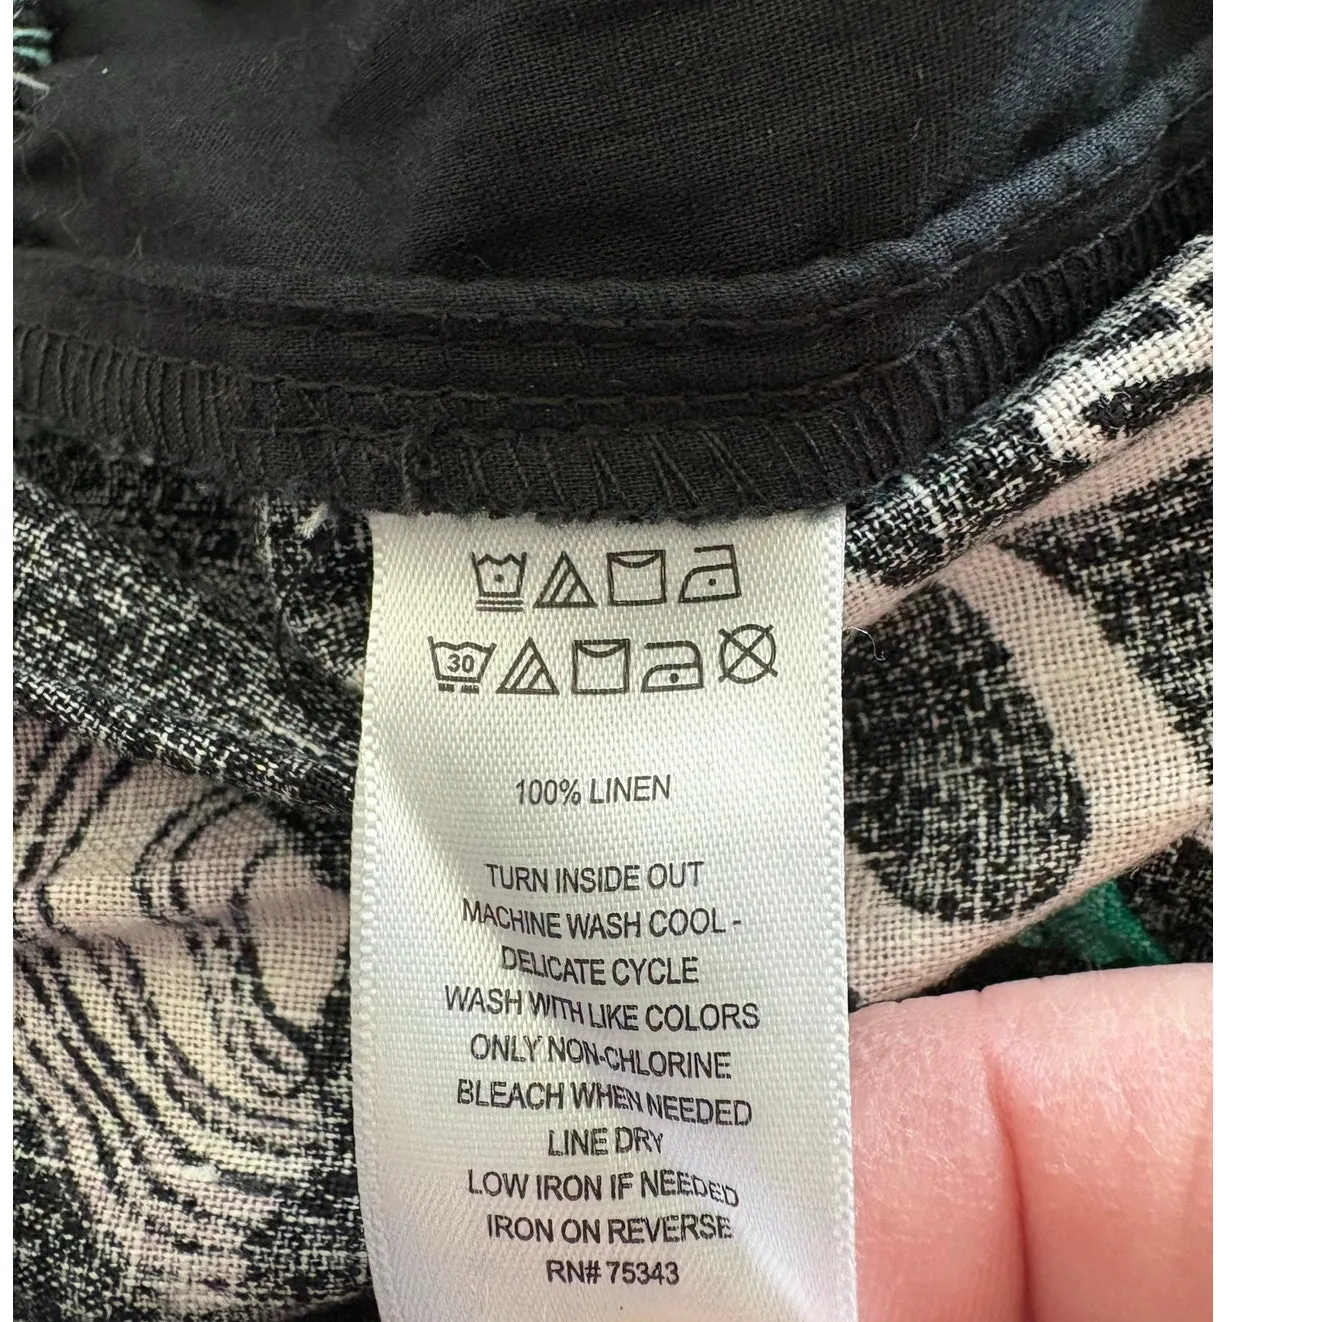 30
100% LINEN
TURN INSIDE OUT
MACHINE WASH COOL -
DELICATE CYCLE
WASH WITH LIKE COLORS
ONLY NON-CHLORINE
BLEACH WHEN NEEDED
LINE DRY
LOW IRON IF NEEDED
IRON ON REVERSE
RN# 75343